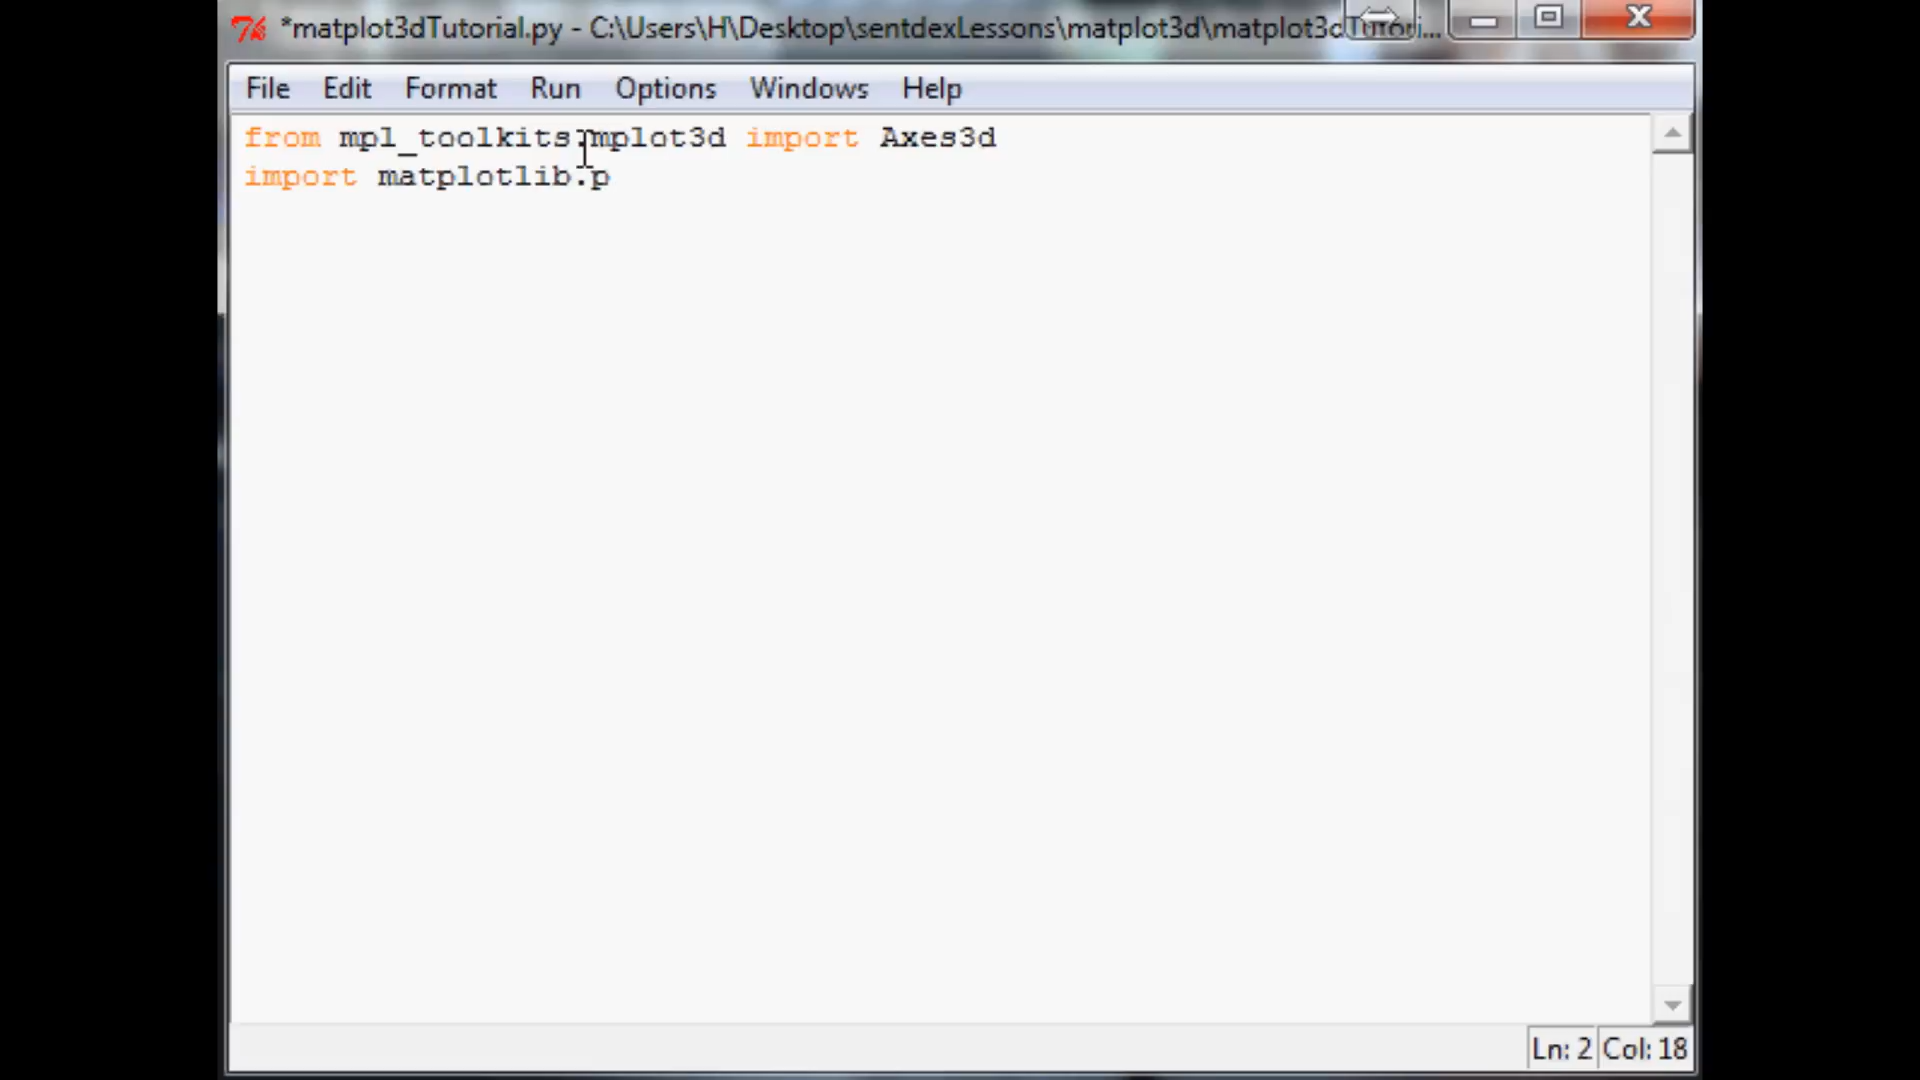 *matplot3dTutorial.py - C:\Users\H\Desktop\sentdexLessons\matplot3d\matplot3dTutori...
File Edit Format Run Options Windows Help
from mpl_toolkits.mplot3d import Axes3d
import matplotlib.p
Ln: 2 Col: 18